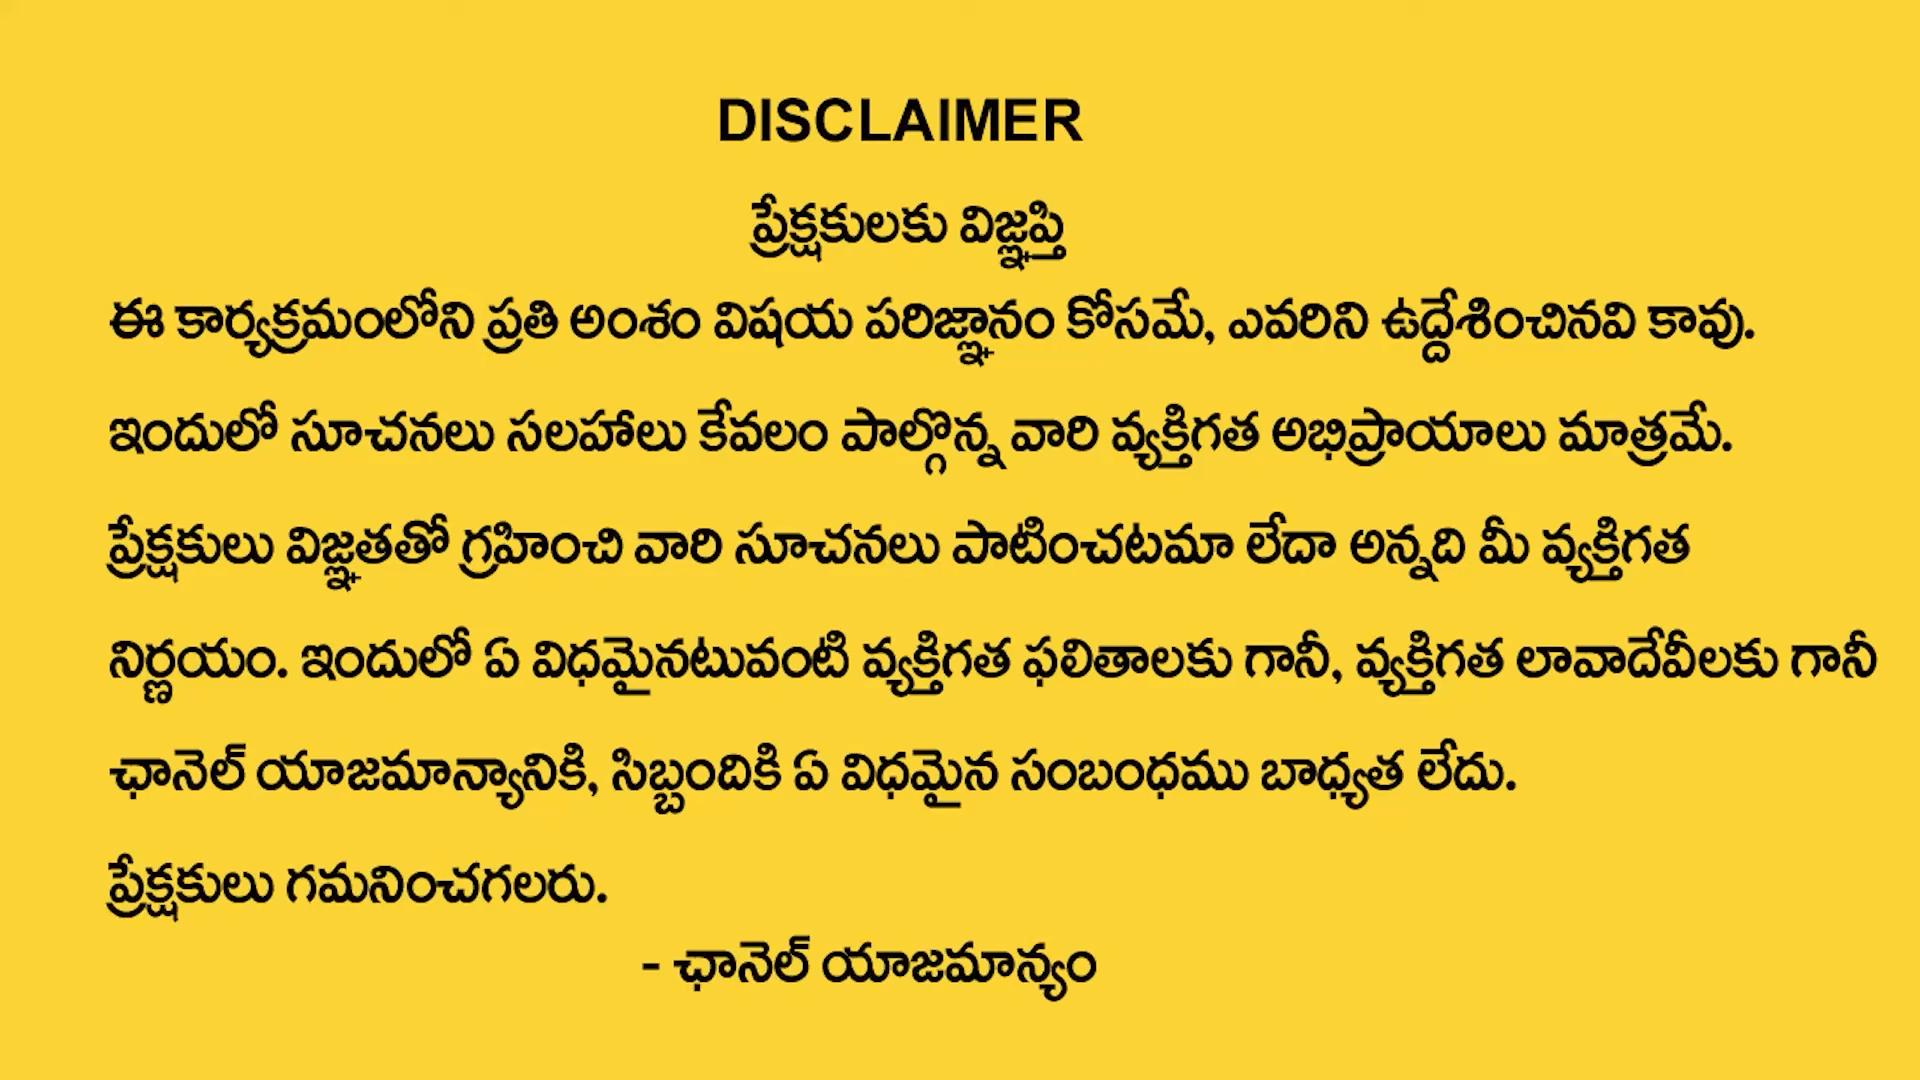 DISCLAIMER
ప్రేక్షకులకు విజ్ఞప్తి
ఈ కార్యక్రమంలోని ప్రతి అంశం విషయ పరిజ్ఞానం కోసమే, ఎవరిని ఉద్దేశించినవి కావు.
ఇందులో సూచనలు సలహాలు కేవలం పాల్గొన్న వారి వ్యక్తిగత అభిప్రాయాలు మాత్రమే.
ప్రేక్షకులు విజ్ఞతతో గ్రహించి వారి సూచనలు పాటించటమా లేదా అన్నది మీ వ్యక్తిగత
నిర్ణయం. ఇందులో ఏ విధమైనటువంటి వ్యక్తిగత ఫలితాలకు గానీ, వ్యక్తిగత లావాదేవీలకు గానీ
ఛానెల్ యాజమాన్యానికి, సిబ్బందికి ఏ విధమైన సంబంధము బాధ్యత లేదు.
ప్రేక్షకులు గమనించగలరు.
- ఛానెల్ యాజమాన్యం